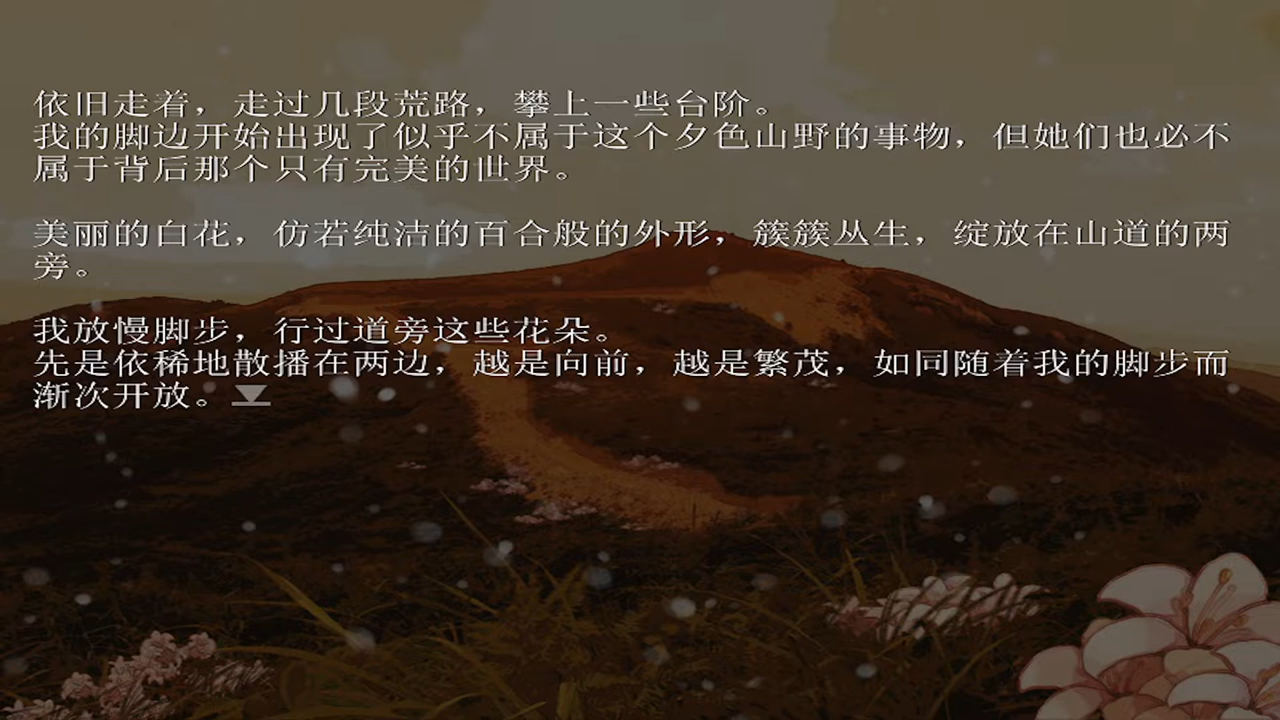 依旧走着，走过几段荒路，攀上一些台阶。
我的脚边开始出现了似乎不属于这个夕色山野的事物，但她们也必不
属于背后那个只有完美的世界。
美丽的白花，仿若纯洁的百合般的外形，簇簇丛生，绽放在山道的两
旁。
我放慢脚步，行过道旁这些花朵。
先是依稀地散播在两边，越是向前，越是繁茂，如同随着我的脚步而
渐次开放。